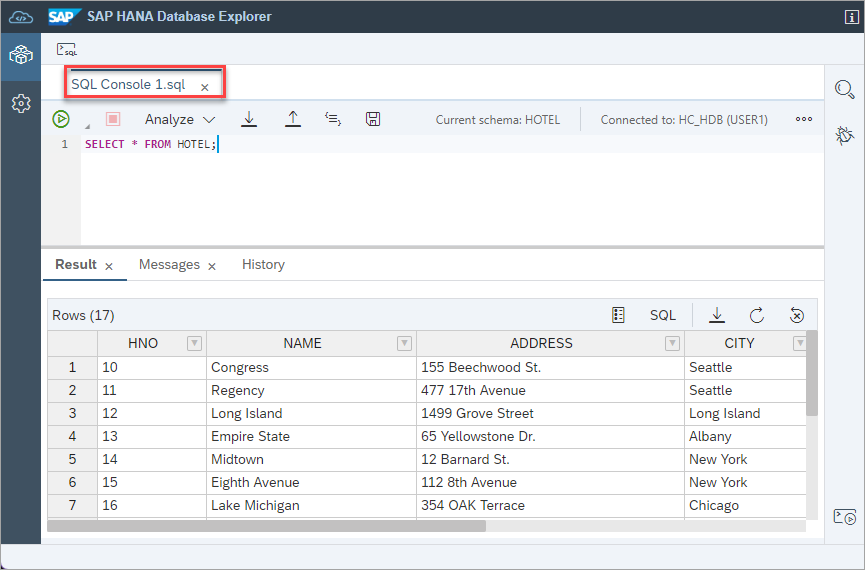 SAP SAP HANA Database Explorer
SQL
SQL Console 1.sql
Analyze Current schema: HOTEL Connected to: HC_HDB (USER1)
1 SELECT * FROM HOTEL;
Result Messages History
Rows (17) SQL
HNO NAME ADDRESS CITY
1 10 Congress 155 Beechwood St. Seattle
2 11 Regency 477 17th Avenue Seattle
3 12 Long Island 1499 Grove Street Long Island
4 13 Empire State 65 Yellowstone Dr. Albany
5 14 Midtown 12 Barnard St. New York
6 15 Eighth Avenue 112 8th Avenue New York
7 16 Lake Michigan 354 OAK Terrace Chicago